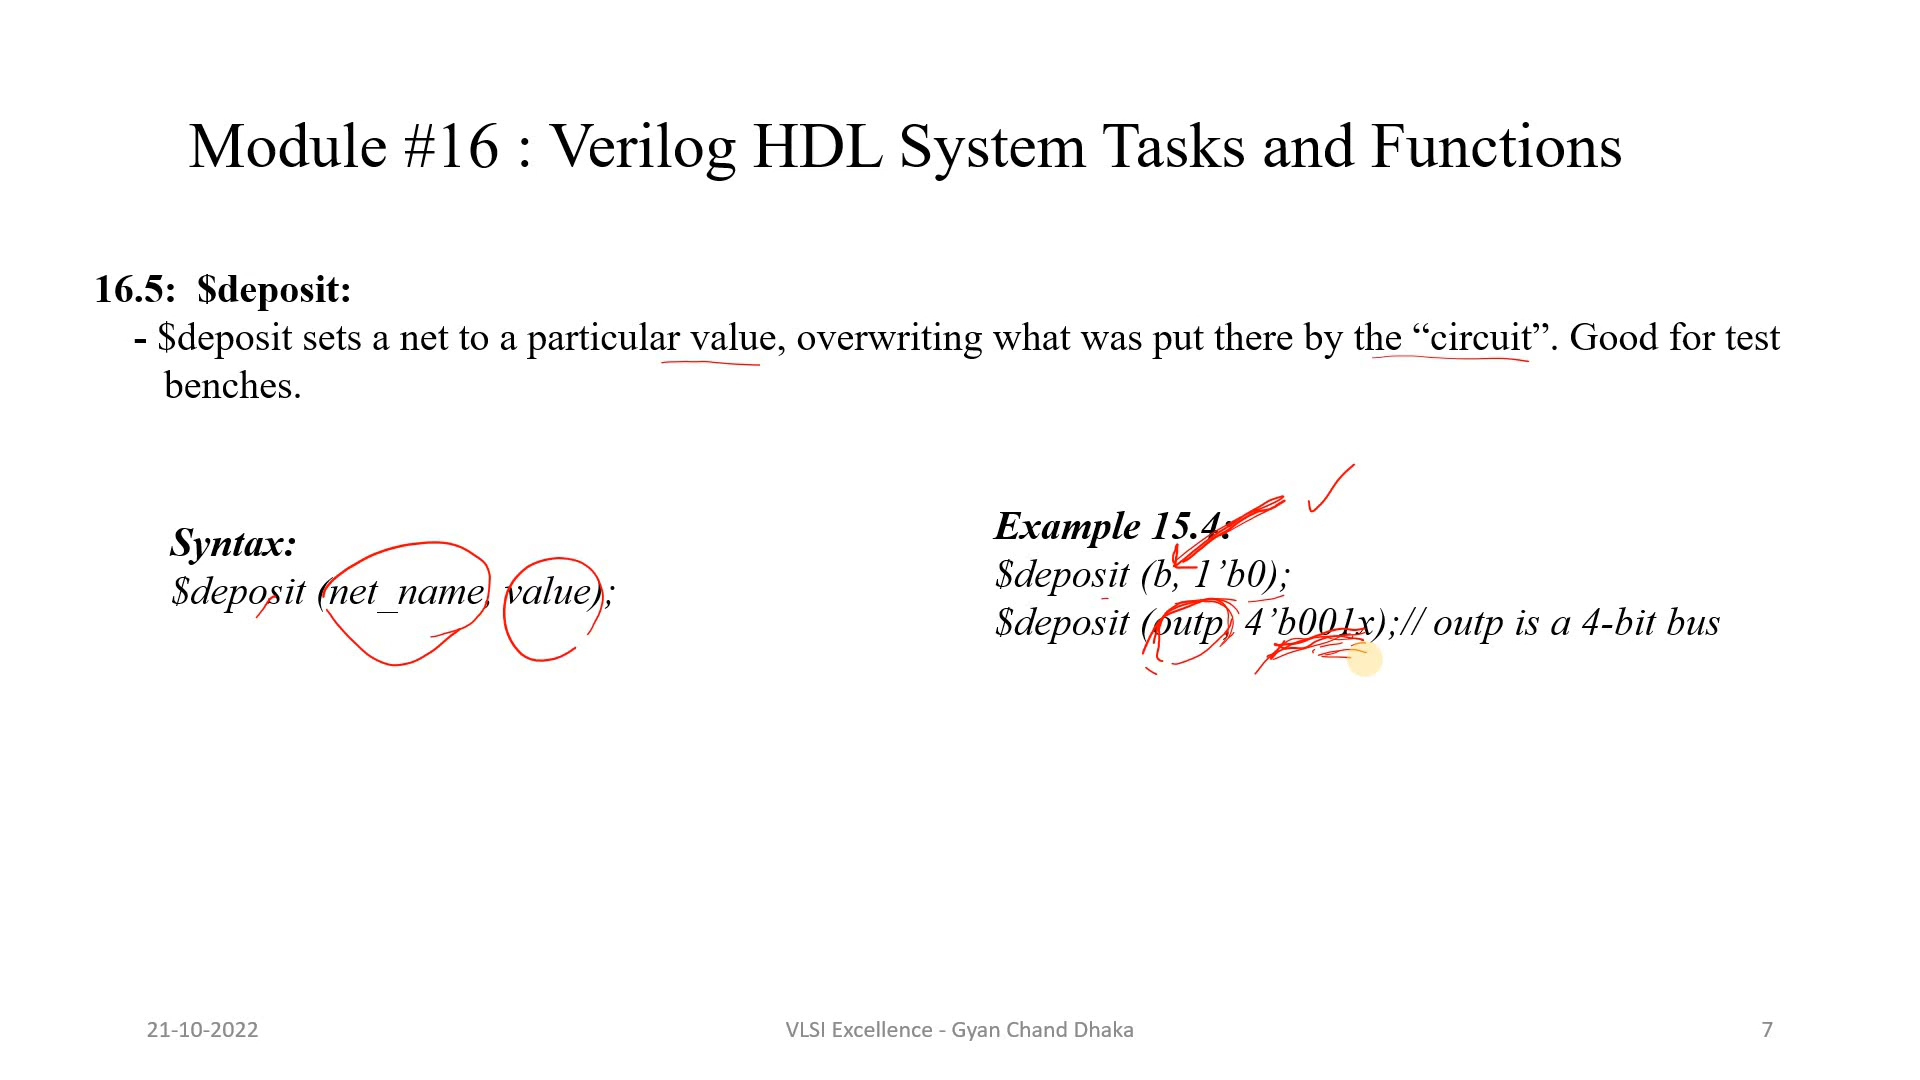 Module #16 : Verilog HDL System Tasks and Functions
16.5: $deposit:
- $deposit sets a net to a particular value, overwriting what was put there by the “circuit”. Good for test
benches.
Syntax:
$deposit (net_name, value);
Example 15.4:
$deposit (b, 1’b0);
$deposit (outp, 4’b001x);// outp is a 4-bit bus
21-10-2022
VLSI Excellence - Gyan Chand Dhaka
7